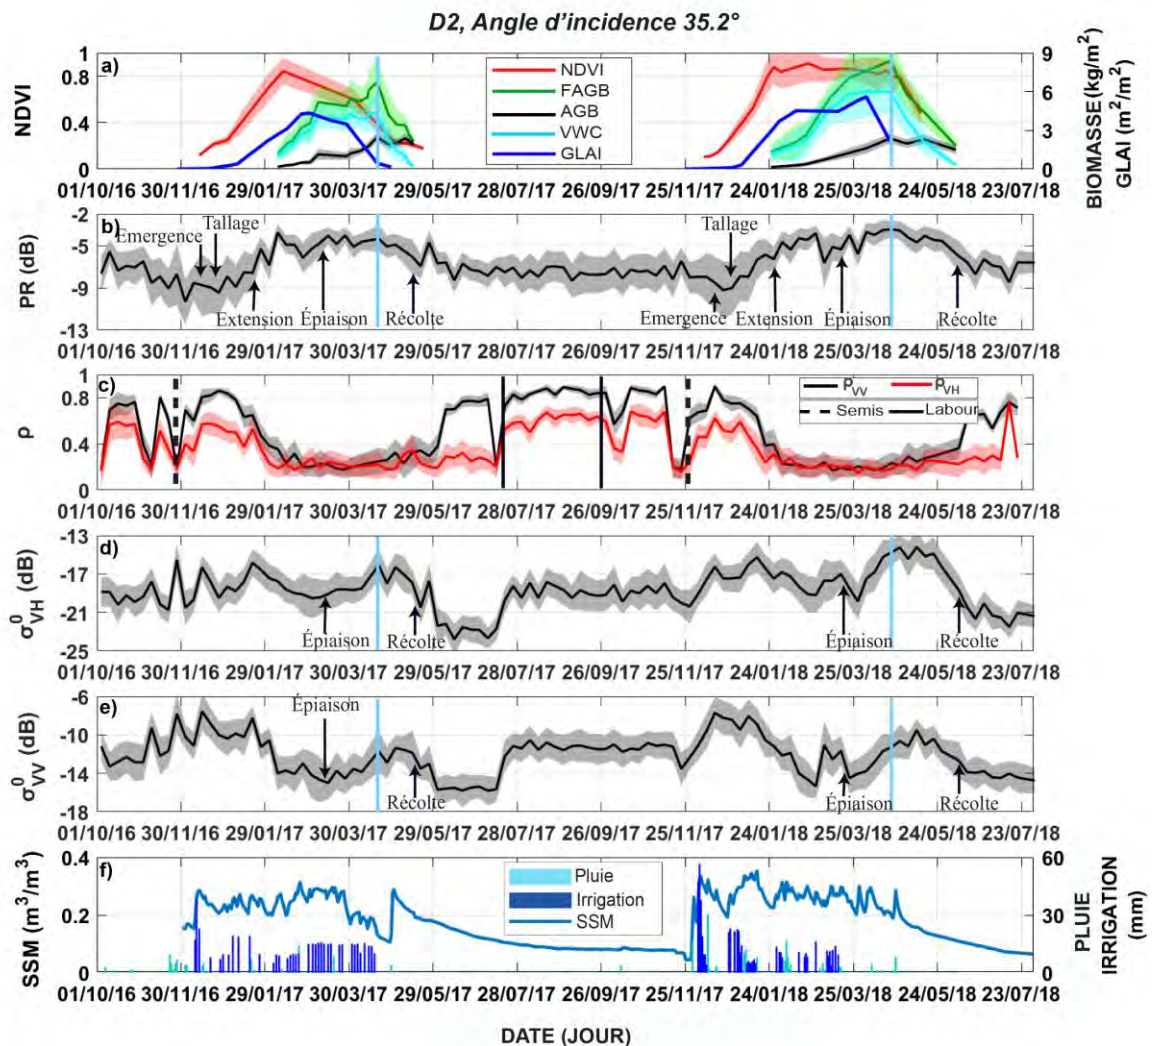 D2, Angle d'incidence 35.2°
a)
NDVI
1
0.8
0.4
0
NDVI
FAGB
AGB
VWC
GLAI
9
6
3
0
BIOMASSE(kg/m²)
GLAI (m²/m²)
01/10/16 30/11/16 29/01/17 30/03/17 29/05/17 28/07/17 26/09/17 25/11/17 24/01/18 25/03/18 24/05/18 23/07/18
b)
PR (dB)
-2
-5
-9
-13
Emergence
Tallage
Extension
Épiaison
Récolte
Tallage
Emergence
Extension
Épiaison
Récolte
01/10/16 30/11/16 29/01/17 30/03/17 29/05/17 28/07/17 26/09/17 25/11/17 24/01/18 25/03/18 24/05/18 23/07/18
c)
ρ
1
0.8
0.4
0
ρVV ρVH
Semis Labour
01/10/16 30/11/16 29/01/17 30/03/17 29/05/17 28/07/17 26/09/17 25/11/17 24/01/18 25/03/18 24/05/18 23/07/18
d)
σ⁰VH (dB)
-13
-17
-21
-25
Épiaison
Récolte
Épiaison
Récolte
01/10/16 30/11/16 29/01/17 30/03/17 29/05/17 28/07/17 26/09/17 25/11/17 24/01/18 25/03/18 24/05/18 23/07/18
e)
σ⁰VV (dB)
-6
-10
-14
-18
Épiaison
Récolte
Épiaison
Récolte
01/10/16 30/11/16 29/01/17 30/03/17 29/05/17 28/07/17 26/09/17 25/11/17 24/01/18 25/03/18 24/05/18 23/07/18
f)
SSM (m³/m³)
0.4
0.2
0
Pluie
Irrigation
SSM
60
30
0
PLUIE
IRRIGATION
(mm)
01/10/16 30/11/16 29/01/17 30/03/17 29/05/17 28/07/17 26/09/17 25/11/17 24/01/18 25/03/18 24/05/18 23/07/18
DATE (JOUR)